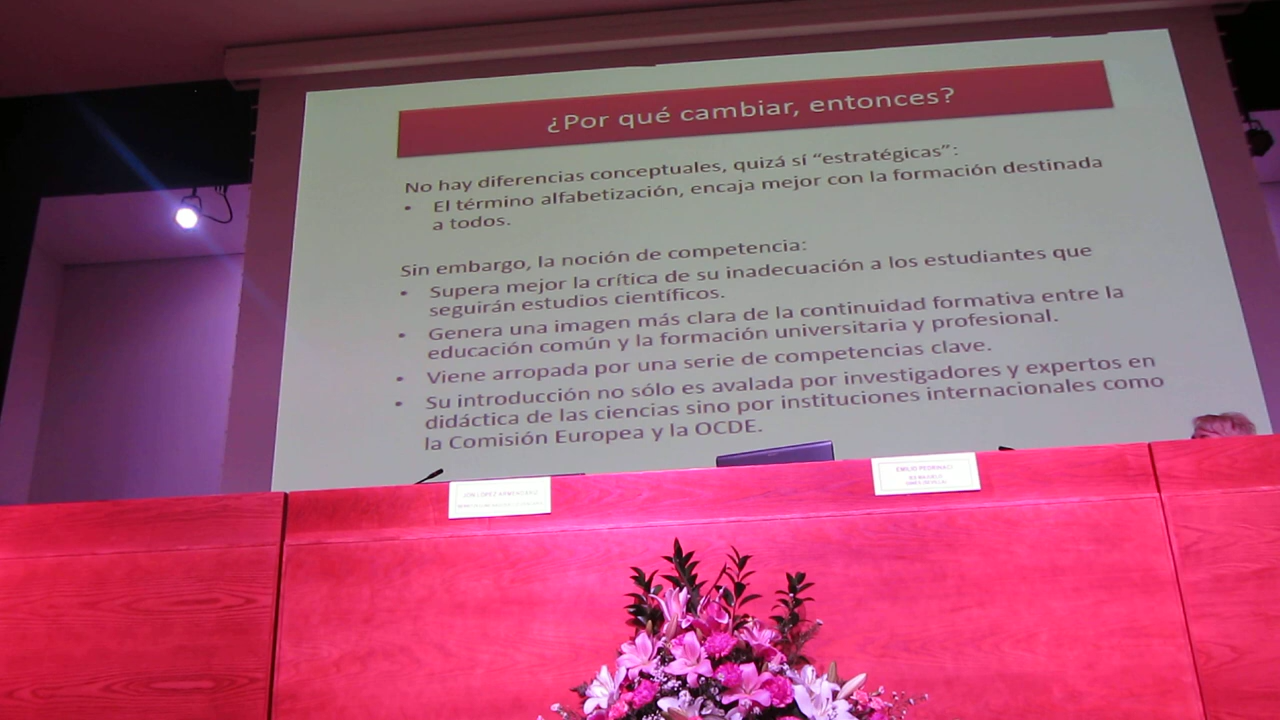 ¿Por qué cambiar, entonces?
No hay diferencias conceptuales, quizá sí “estratégicas”:
• El término alfabetización, encaja mejor con la formación destinada
a todos.
Sin embargo, la noción de competencia:
• Supera mejor la crítica de su inadecuación a los estudiantes que
seguirán estudios científicos.
• Genera una imagen más clara de la continuidad formativa entre la
educación común y la formación universitaria y profesional.
• Viene arropada por una serie de competencias clave.
• Su introducción no sólo es avalada por investigadores y expertos en
didáctica de las ciencias sino por instituciones internacionales como
la Comisión Europea y la OCDE.
JON LÓPEZ
EMILIO PEDRINACI